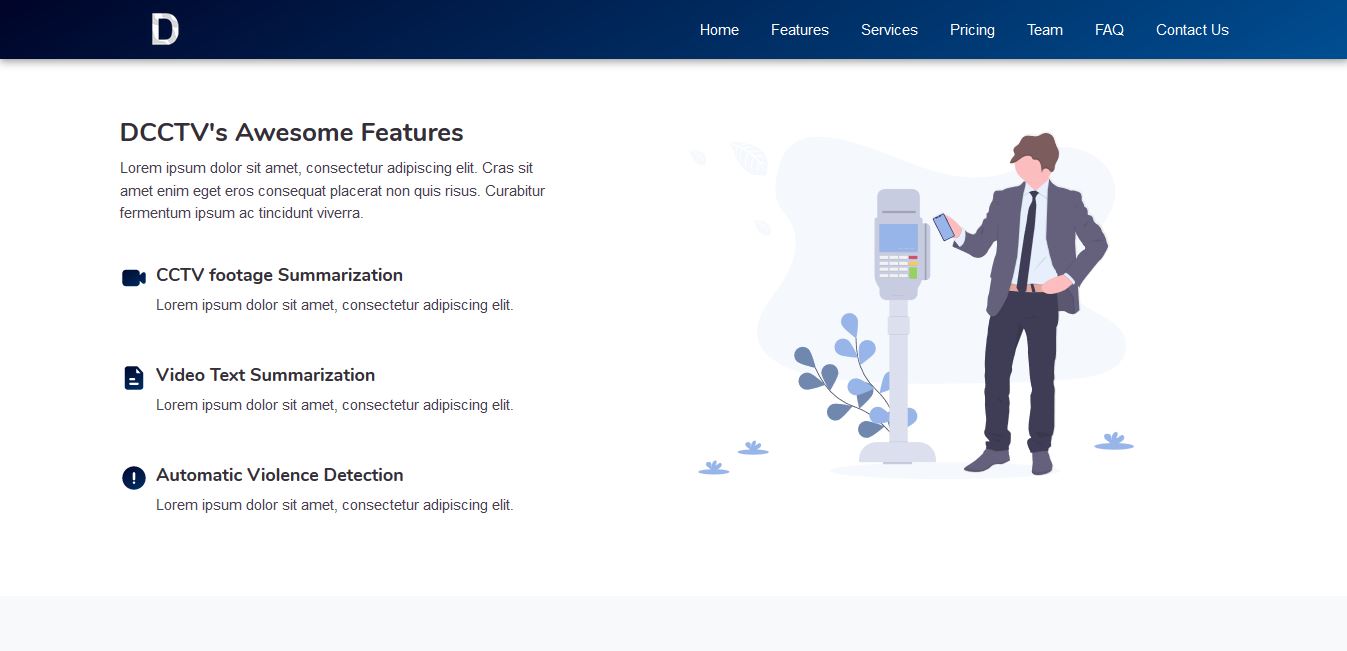 D
Home Features Services Pricing Team FAQ Contact Us
DCCTV's Awesome Features
Lorem ipsum dolor sit amet, consectetur adipiscing elit. Cras sit
amet enim eget eros consequat placerat non quis risus. Curabitur
fermentum ipsum ac tincidunt viverra.
CCTV footage Summarization
Lorem ipsum dolor sit amet, consectetur adipiscing elit.
Video Text Summarization
Lorem ipsum dolor sit amet, consectetur adipiscing elit.
Automatic Violence Detection
Lorem ipsum dolor sit amet, consectetur adipiscing elit.